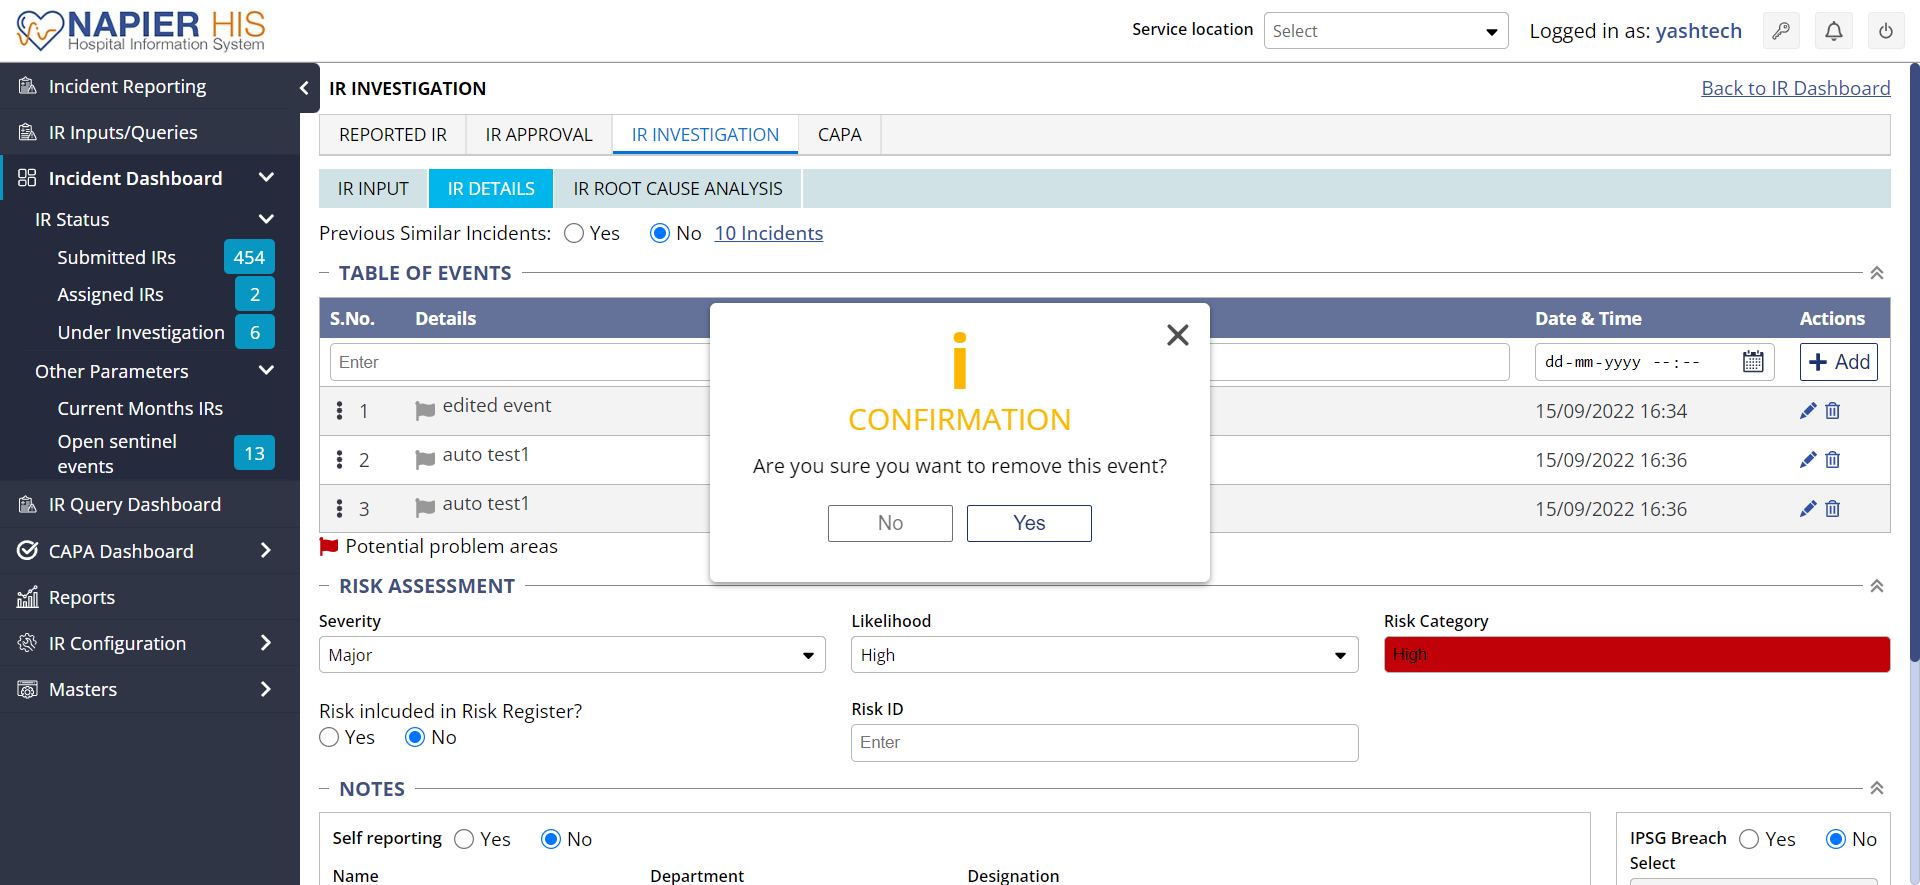 NAPIER HIS
Hospital Information System
Service location
Select
Logged in as: yashtech
Incident Reporting
IR Inputs/Queries
Incident Dashboard
IR Status
Submitted IRs 454
Assigned IRs 2
Under Investigation 6
Other Parameters
Current Months IRs
Open sentinel
events 13
IR Query Dashboard
CAPA Dashboard
Reports
IR Configuration
Masters
IR INVESTIGATION
Back to IR Dashboard
REPORTED IR IR APPROVAL IR INVESTIGATION CAPA
IR INPUT IR DETAILS IR ROOT CAUSE ANALYSIS
Previous Similar Incidents: Yes No 10 Incidents
TABLE OF EVENTS
S.No. Details Date & Time Actions
Enter dd-mm-yyyy --:-- Add
1 edited event 15/09/2022 16:34
2 auto test1 15/09/2022 16:36
3 auto test1 15/09/2022 16:36
Potential problem areas
CONFIRMATION
Are you sure you want to remove this event?
No Yes
RISK ASSESSMENT
Severity Likelihood Risk Category
Major High High
Risk inlcuded in Risk Register? Risk ID
Yes No Enter
NOTES
Self reporting Yes No IPSG Breach Yes No
Select
Name Department Designation